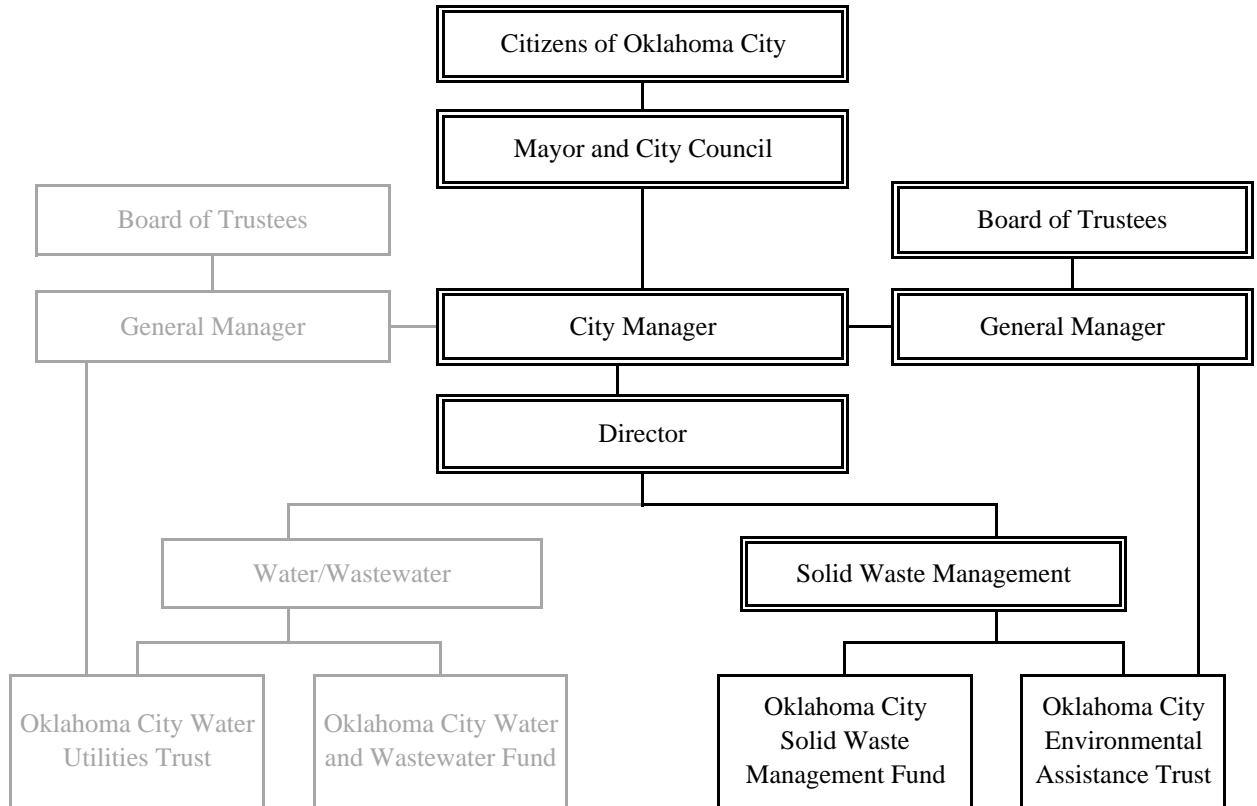 Citizens of Oklahoma City
Mayor and City Council
Board of Trustees
Board of Trustees
General Manager
City Manager
General Manager
Director
Water/Wastewater
Solid Waste Management
Oklahoma City Water
Utilities Trust
Oklahoma City Water
and Wastewater Fund
Oklahoma City
Solid Waste
Management Fund
Oklahoma City
Environmental
Assistance Trust